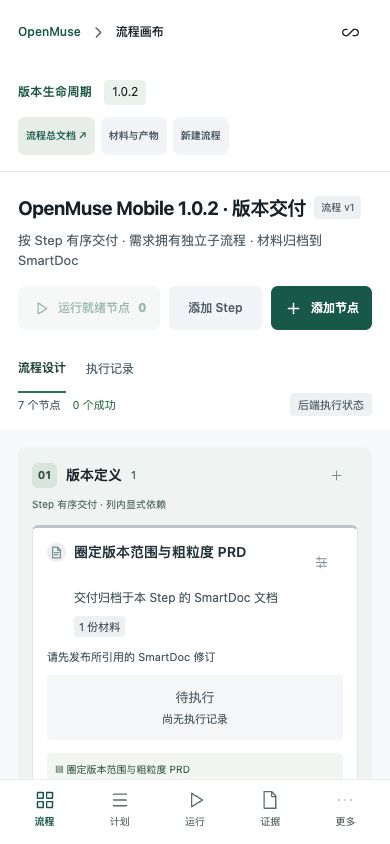 OpenMuse
流程画布
版本生命周期 1.0.2
流程总文档 ↗ 材料与产物 新建流程
OpenMuse Mobile 1.0.2 · 版本交付 流程 v1
按 Step 有序交付 · 需求拥有独立子流程 · 材料归档到
SmartDoc
运行就绪节点 0 添加 Step 添加节点
流程设计 执行记录
7 个节点 0 个成功 后端执行状态
01 版本定义 1
Step 有序交付 · 列内显式依赖
圈定版本范围与粗粒度 PRD
交付归档于本 Step 的 SmartDoc 文档
1 份材料
请先发布所引用的 SmartDoc 修订
待执行
尚无执行记录
圈定版本范围与粗粒度 PRD
流程 计划 运行 证据 更多